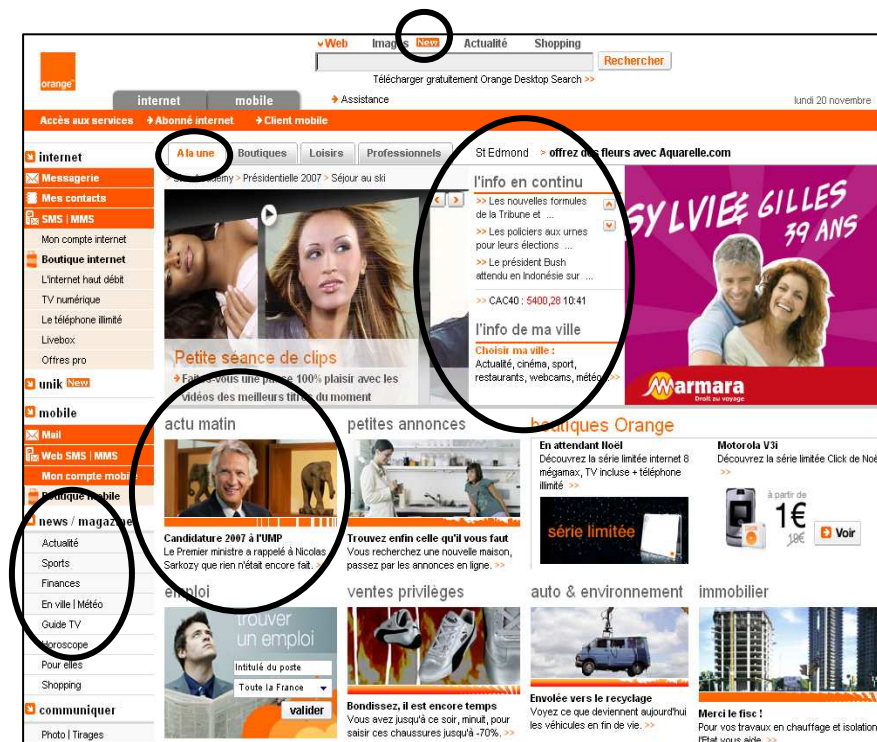 Web Images New Actualité Shopping
Rechercher
Télécharger gratuitement Orange Desktop Search >>
orange™
internet mobile Assistance
lundi 20 novembre
Accès aux services Abonné internet Client mobile
A la une Boutiques Loisirs Professionnels
St Edmond > offrez des fleurs avec Aquarelle.com
> Présidentielle 2007 > Séjour au ski
internet
Messagerie
Mes contacts
SMS | MMS
Mon compte internet
Boutique internet
L'internet haut débit
TV numérique
Le téléphone illimité
Livebox
Offres pro
unik New
mobile
Mail
Web SMS | MMS
Mon compte mobile
Boutique mobile
news / magazine
Actualité
Sports
Finances
En ville | Météo
Guide TV
Horoscope
Pour elles
Shopping
communiquer
Photo | Tirages
Petite séance de clips
Faites-vous une pause 100% plaisir avec les
vidéos des meilleurs titres du moment
l'info en continu
>> Les nouvelles formules
de la Tribune et ...
>> Les policiers aux urnes
pour leurs élections ...
>> Le président Bush
attendu en Indonésie sur ...
>> CAC40 : 5400,28 10:41
l'info de ma ville
Choisir ma ville :
Actualité, cinéma, sport,
restaurants, webcams, météo...>>
SYLVIE & GILLES
39 ANS
Marmara
Droit au voyage
actu matin
Candidature 2007 à l'UMP
Le Premier ministre a rappelé à Nicolas
Sarkozy que rien n'était encore fait. >>
petites annonces
Trouvez enfin celle qu'il vous faut
Vous recherchez une nouvelle maison,
passez par les annonces en ligne. >>
boutiques Orange
En attendant Noël
Découvrez la série limitée internet 8
mégamax, TV incluse + téléphone
illimité >>
série limitée
Motorola V3i
Découvrez la série limitée Click de Noë
>>
à partir de
1€
19€
Voir
emploi
trouver
un emploi
Intitulé du poste
Toute la France
valider
ventes privilèges
Bondissez, il est encore temps
Vous avez jusqu'à ce soir, minuit, pour
saisir ces chaussures jusqu'à -70%. >>
auto & environnement
Envolée vers le recyclage
Voyez ce que deviennent aujourd'hui
les véhicules en fin de vie. >>
immobilier
Merci le fisc !
Pour vos travaux en chauffage et isolation
l'Etat vous aide. >>